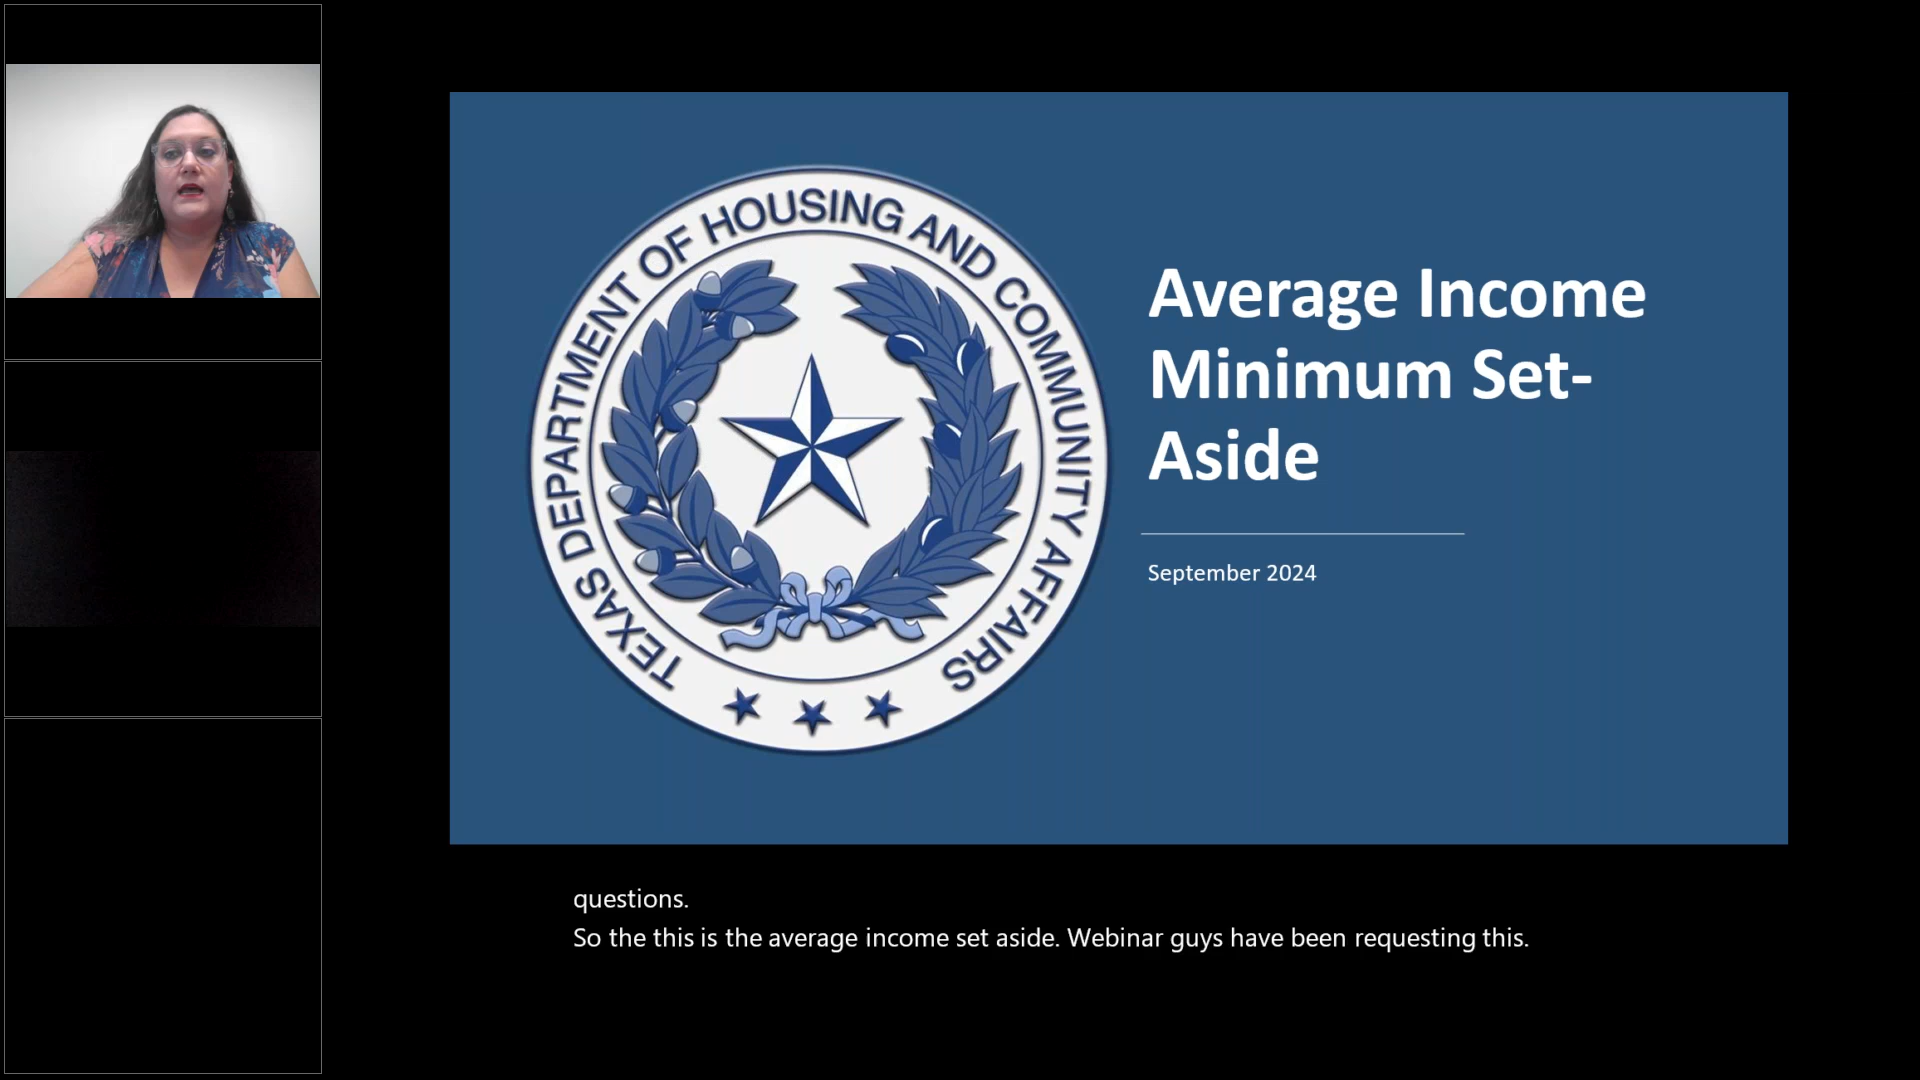 TEXAS DEPARTMENT OF HOUSING AND COMMUNITY AFFAIRS
Average Income
Minimum Set-
Aside
September 2024
questions.
So the this is the average income set aside. Webinar guys have been requesting this.